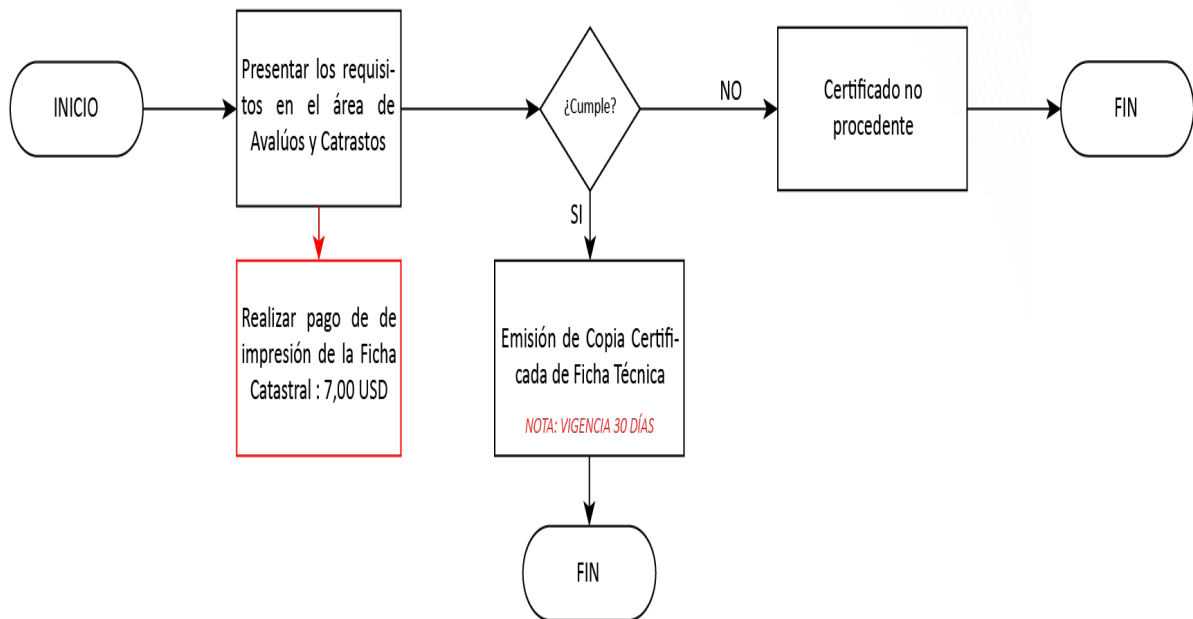 INICIO
Presentar los requisi-
tos en el área de
Avalúos y Catrastos
¿Cumple?
NO
Certificado no
procedente
FIN
SI
Realizar pago de de
impresión de la Ficha
Catastral : 7,00 USD
Emisión de Copia Certifi-
cada de Ficha Técnica
NOTA: VIGENCIA 30 DÍAS
FIN